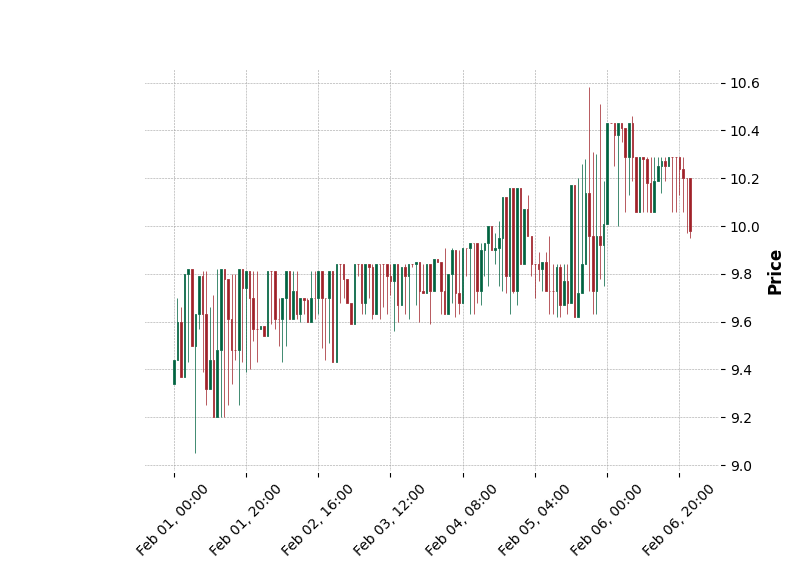 10.6
10.4
10.2
10.0
9.8
9.6
9.4
9.2
9.0
Price
Feb 01, 00:00
Feb 01, 20:00
Feb 02, 16:00
Feb 03, 12:00
Feb 04, 08:00
Feb 05, 04:00
Feb 06, 00:00
Feb 06, 20:00